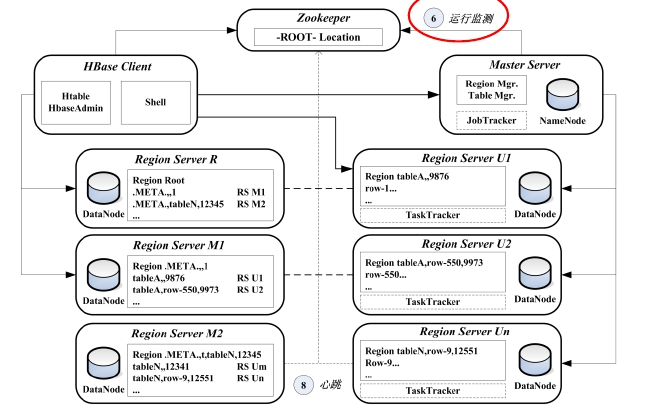 Zookeeper
-ROOT- Location
6 运行监测
HBase Client
Htable
HbaseAdmin
Shell
Master Server
Region Mgr.
Table Mgr.
JobTracker
NameNode
Region Server R
Region Root
.META.,,1 RS M1
.META.,,tableN,12345 RS M2
...
DataNode
Region Server U1
Region tableA,,9876
row-1...
...
TaskTracker
DataNode
Region Server M1
Region .META.,,1
tableA,,9876 RS U1
tableA,row-550,9973 RS U2
...
DataNode
Region Server U2
Region tableA,row-550,9973
row-550...
...
TaskTracker
DataNode
Region Server M2
Region .META.,,t,tableN,12345
tableN,,12341 RS Um
tableN,row-9,12551 RS Un
...
DataNode
8 心跳
Region Server Un
Region tableN,row-9,12551
Row-9...
...
TaskTracker
DataNode